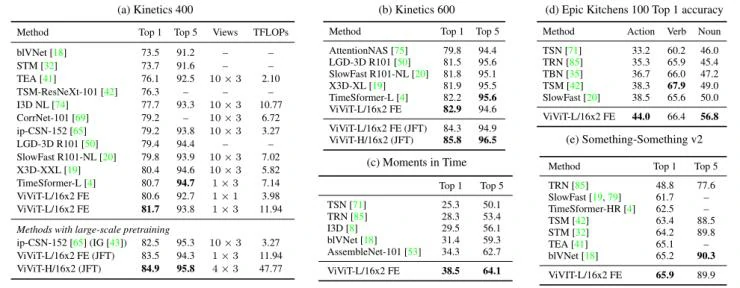 (a) Kinetics 400
Method Top 1 Top 5 Views TFLOPs
blVNet [18] 73.5 91.2 – –
STM [32] 73.7 91.6 – –
TEA [41] 76.1 92.5 10 × 3 2.10
TSM-ResNeXt-101 [42] 76.3 – – –
I3D NL [74] 77.7 93.3 10 × 3 10.77
CorrNet-101 [69] 79.2 – 10 × 3 6.72
ip-CSN-152 [65] 79.2 93.8 10 × 3 3.27
LGD-3D R101 [50] 79.4 94.4 – –
SlowFast R101-NL [20] 79.8 93.9 10 × 3 7.02
X3D-XXL [19] 80.4 94.6 10 × 3 5.82
TimeSformer-L [4] 80.7 94.7 1 × 3 7.14
ViViT-L/16x2 FE 80.6 92.7 1 × 1 3.98
ViViT-L/16x2 FE 81.7 93.8 1 × 3 11.94
Methods with large-scale pretraining
ip-CSN-152 [65] (IG [43]) 82.5 95.3 10 × 3 3.27
ViViT-L/16x2 FE (JFT) 83.5 94.3 1 × 3 11.94
ViViT-H/16x2 (JFT) 84.9 95.8 4 × 3 47.77
(b) Kinetics 600
Method Top 1 Top 5
AttentionNAS [75] 79.8 94.4
LGD-3D R101 [50] 81.5 95.6
SlowFast R101-NL [20] 81.8 95.1
X3D-XL [19] 81.9 95.5
TimeSformer-L [4] 82.2 95.6
ViViT-L/16x2 FE 82.9 94.6
ViViT-L/16x2 FE (JFT) 84.3 94.9
ViViT-H/16x2 (JFT) 85.8 96.5
(c) Moments in Time
Top 1 Top 5
TSN [71] 25.3 50.1
TRN [85] 28.3 53.4
I3D [8] 29.5 56.1
blVNet [18] 31.4 59.3
AssembleNet-101 [53] 34.3 62.7
ViViT-L/16x2 FE 38.5 64.1
(d) Epic Kitchens 100 Top 1 accuracy
Method Action Verb Noun
TSN [71] 33.2 60.2 46.0
TRN [85] 35.3 65.9 45.4
TBN [35] 36.7 66.0 47.2
TSM [42] 38.3 67.9 49.0
SlowFast [20] 38.5 65.6 50.0
ViViT-L/16x2 FE 44.0 66.4 56.8
(e) Something-Something v2
Method Top 1 Top 5
TRN [85] 48.8 77.6
SlowFast [19, 79] 61.7 –
TimeSformer-HR [4] 62.5 –
TSM [42] 63.4 88.5
STM [32] 64.2 89.8
TEA [41] 65.1 –
blVNet [18] 65.2 90.3
ViVIT-L/16x2 FE 65.9 89.9